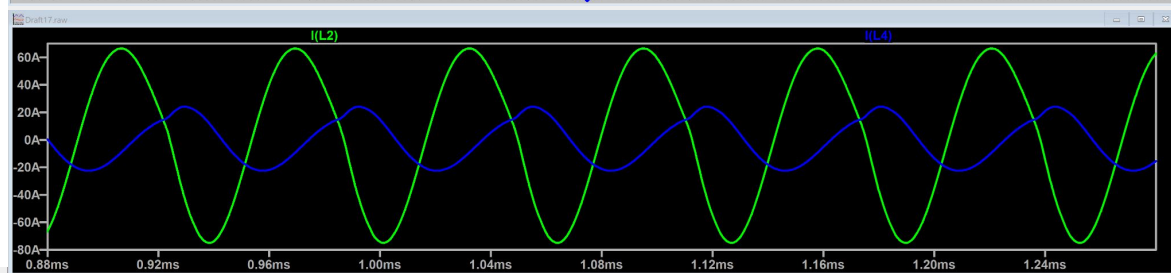 Draft17.raw
I(L2) I(L4)
60A
40A
20A
0A
-20A
-40A
-60A
-80A
0.88ms 0.92ms 0.96ms 1.00ms 1.04ms 1.08ms 1.12ms 1.16ms 1.20ms 1.24ms